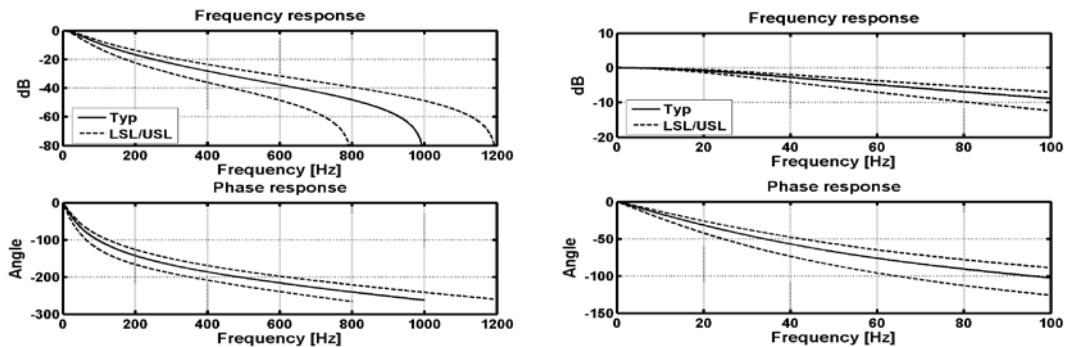 Frequency response
0
-20
-40
-60
-80
dB
Typ
LSL/USL
0 200 400 600 800 1000 1200
Frequency [Hz]
Phase response
0
-100
-200
-300
Angle
0 200 400 600 800 1000 1200
Frequency [Hz]
Frequency response
10
0
-10
-20
dB
Typ
LSL/USL
0 20 40 60 80 100
Frequency [Hz]
Phase response
0
-50
-100
-150
Angle
0 20 40 60 80 100
Frequency [Hz]